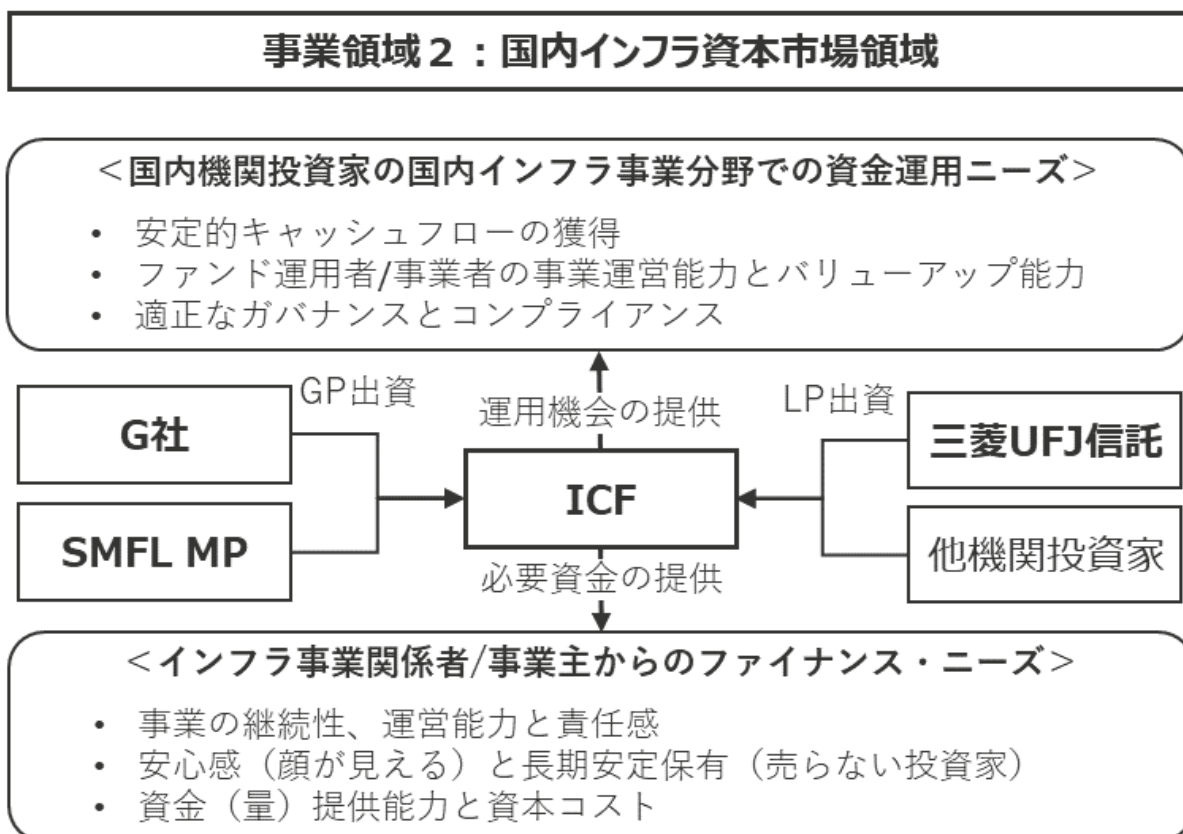 事業領域２：国内インフラ資本市場領域
＜国内機関投資家の国内インフラ事業分野での資金運用ニーズ＞
• 安定的キャッシュフローの獲得
• ファンド運用者/事業者の事業運営能力とバリューアップ能力
• 適正なガバナンスとコンプライアンス
GP出資
運用機会の提供
LP出資
G社
三菱UFJ信託
ICF
SMFL MP
他機関投資家
必要資金の提供
＜インフラ事業関係者/事業主からのファイナンス・ニーズ＞
• 事業の継続性、運営能力と責任感
• 安心感（顔が見える）と長期安定保有（売らない投資家）
• 資金（量）提供能力と資本コスト